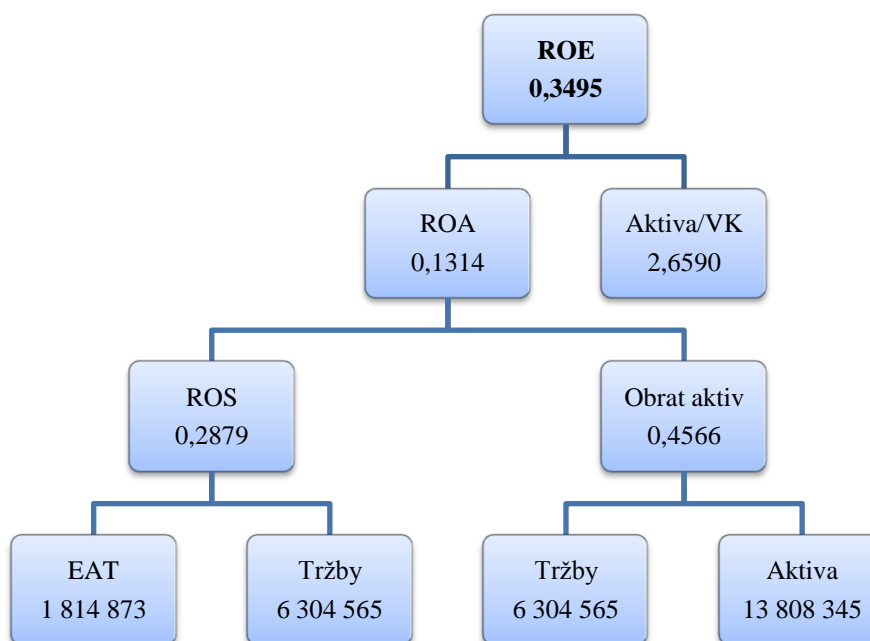 ROE
0,3495
ROA
0,1314
Aktiva/VK
2,6590
ROS
0,2879
Obrat aktiv
0,4566
EAT
1 814 873
Tržby
6 304 565
Tržby
6 304 565
Aktiva
13 808 345